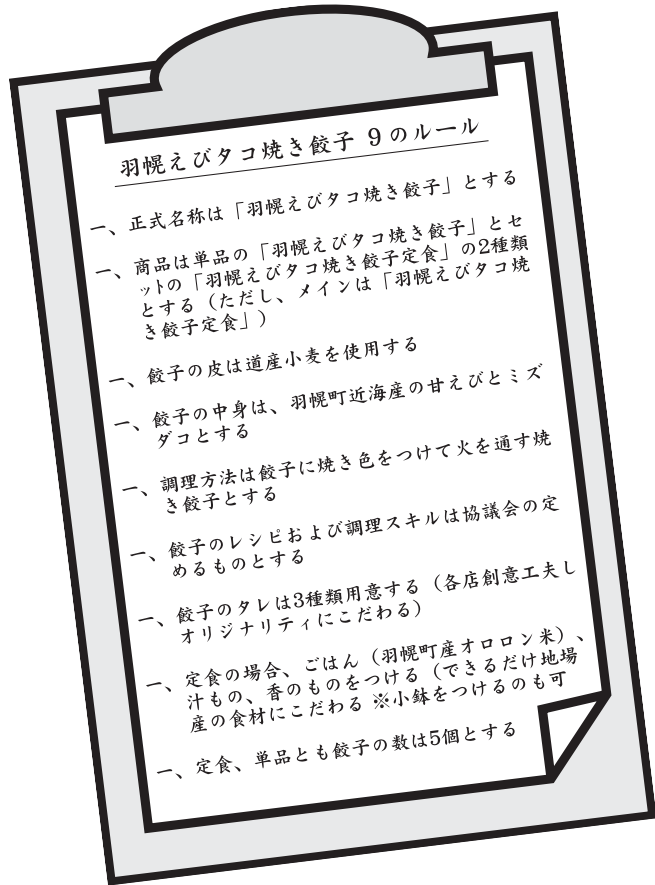 羽幌えびタコ焼き餃子 9のルール
一、正式名称は「羽幌えびタコ焼き餃子」とする
一、商品は単品の「羽幌えびタコ焼き餃子」とセ
ットの「羽幌えびタコ焼き餃子定食」の2種類
とする（ただし、メインは「羽幌えびタコ焼
き餃子定食」）
一、餃子の皮は道産小麦を使用する
一、餃子の中身は、羽幌町近海産の甘えびとミズ
ダコとする
一、調理方法は餃子に焼き色をつけて火を通す焼
き餃子とする
一、餃子のレシピおよび調理スキルは協議会の定
めるものとする
一、餃子のタレは3種類用意する（各店創意工夫し
オリジナリティにこだわる）
一、定食の場合、ごはん（羽幌町産オロロン米）、
汁もの、香のものをつける（できるだけ地場
産の食材にこだわる ※小鉢をつけるのも可
一、定食、単品とも餃子の数は5個とする